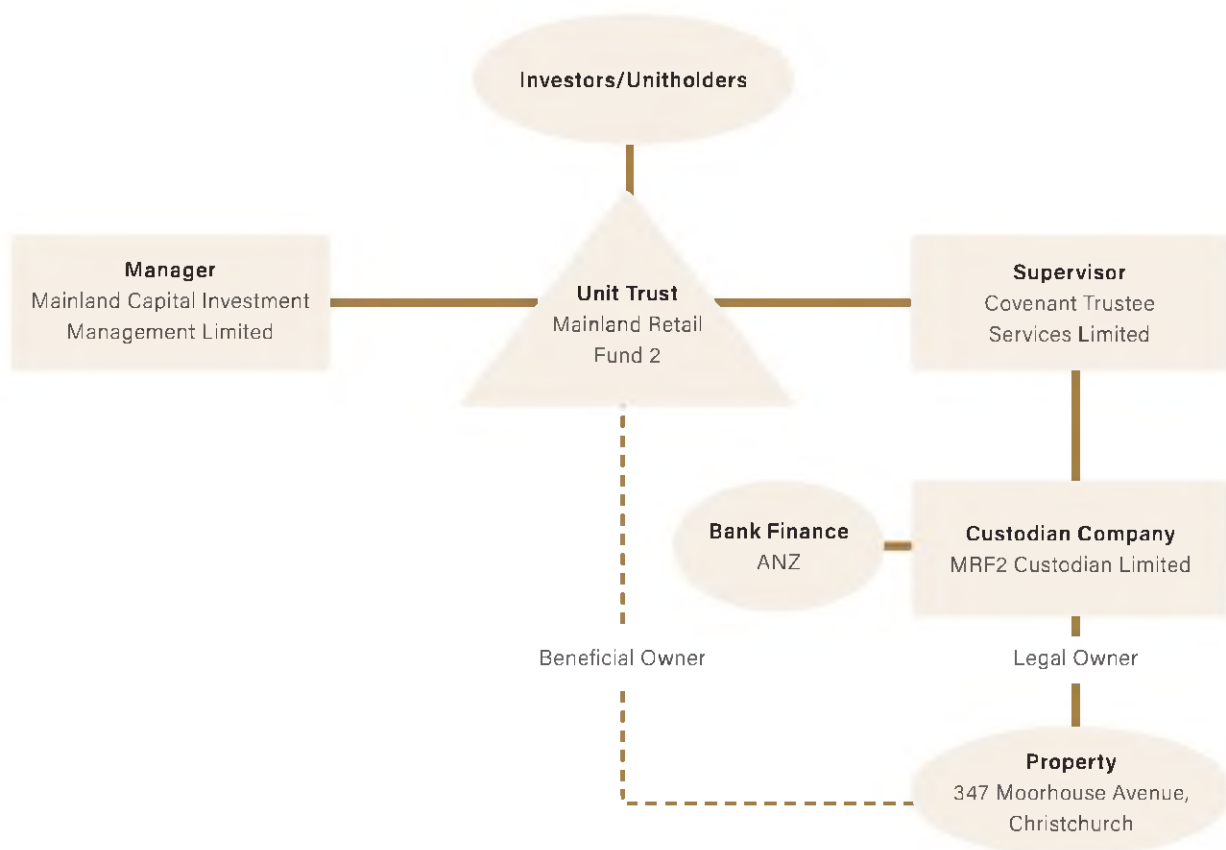 Investors/Unitholders
Manager
Mainland Capital Investment
Management Limited
Unit Trust
Mainland Retail
Fund 2
Supervisor
Covenant Trustee
Services Limited
Bank Finance
ANZ
Custodian Company
MRF2 Custodian Limited
Beneficial Owner
Legal Owner
Property
347 Moorhouse Avenue,
Christchurch